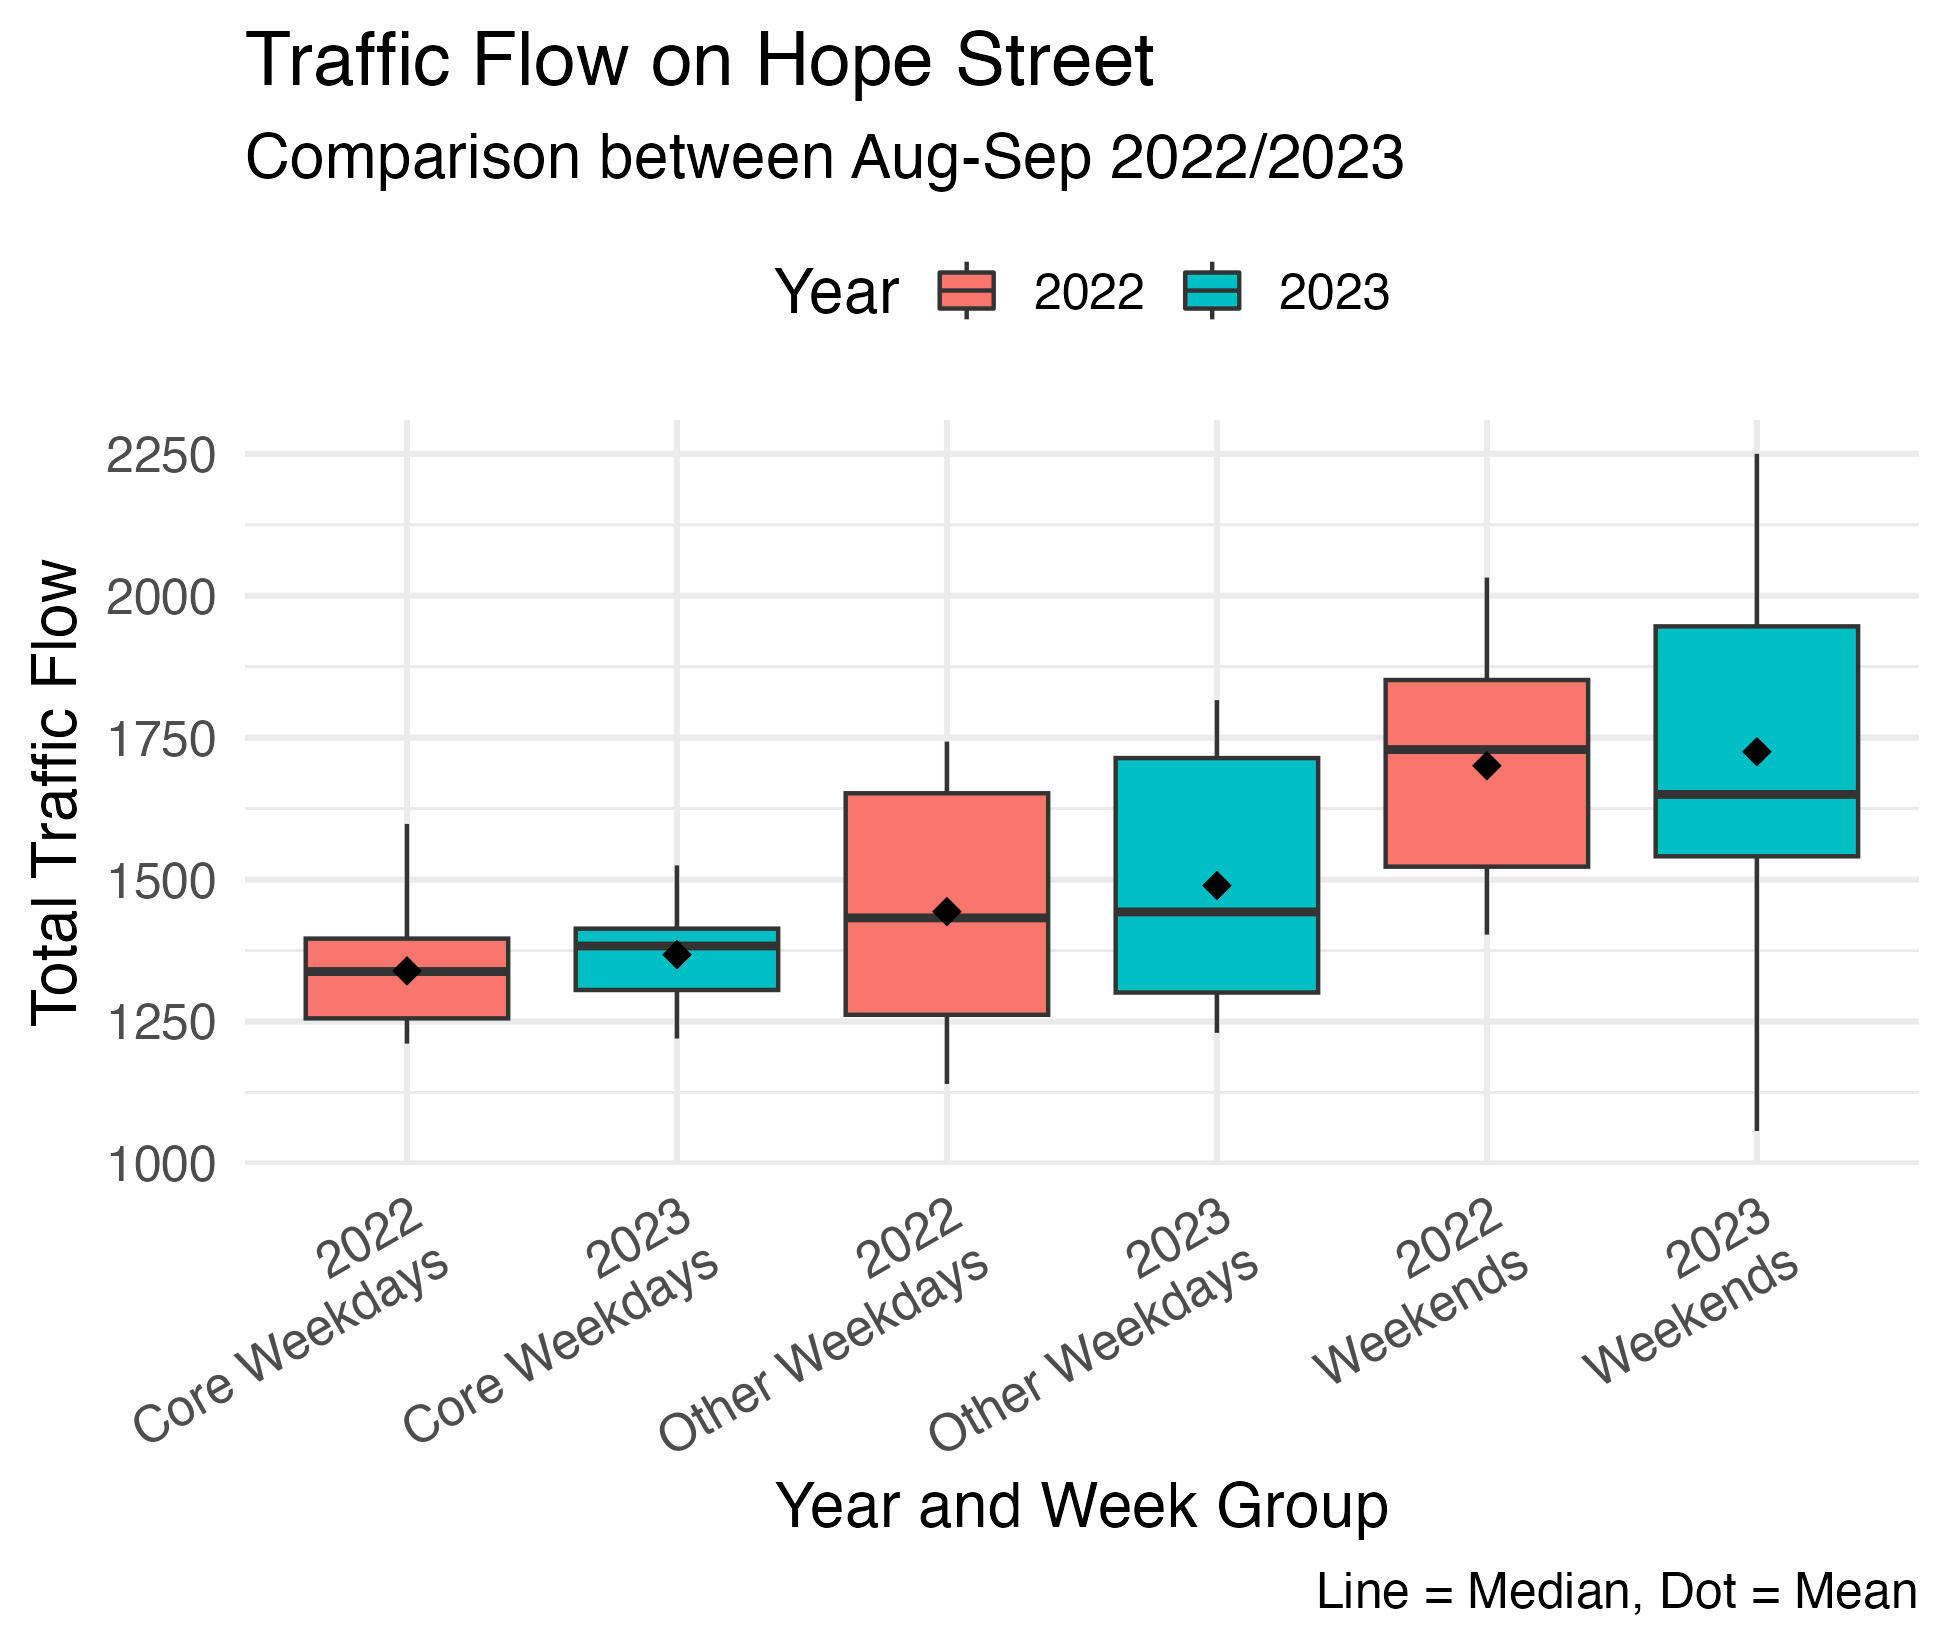 Traffic Flow on Hope Street
Comparison between Aug-Sep 2022/2023
Year 2022 2023
Total Traffic Flow
2250
2000
1750
1500
1250
1000
2022
Core Weekdays
2023
Core Weekdays
2022
Other Weekdays
2023
Other Weekdays
2022
Weekends
2023
Weekends
Year and Week Group
Line = Median, Dot = Mean